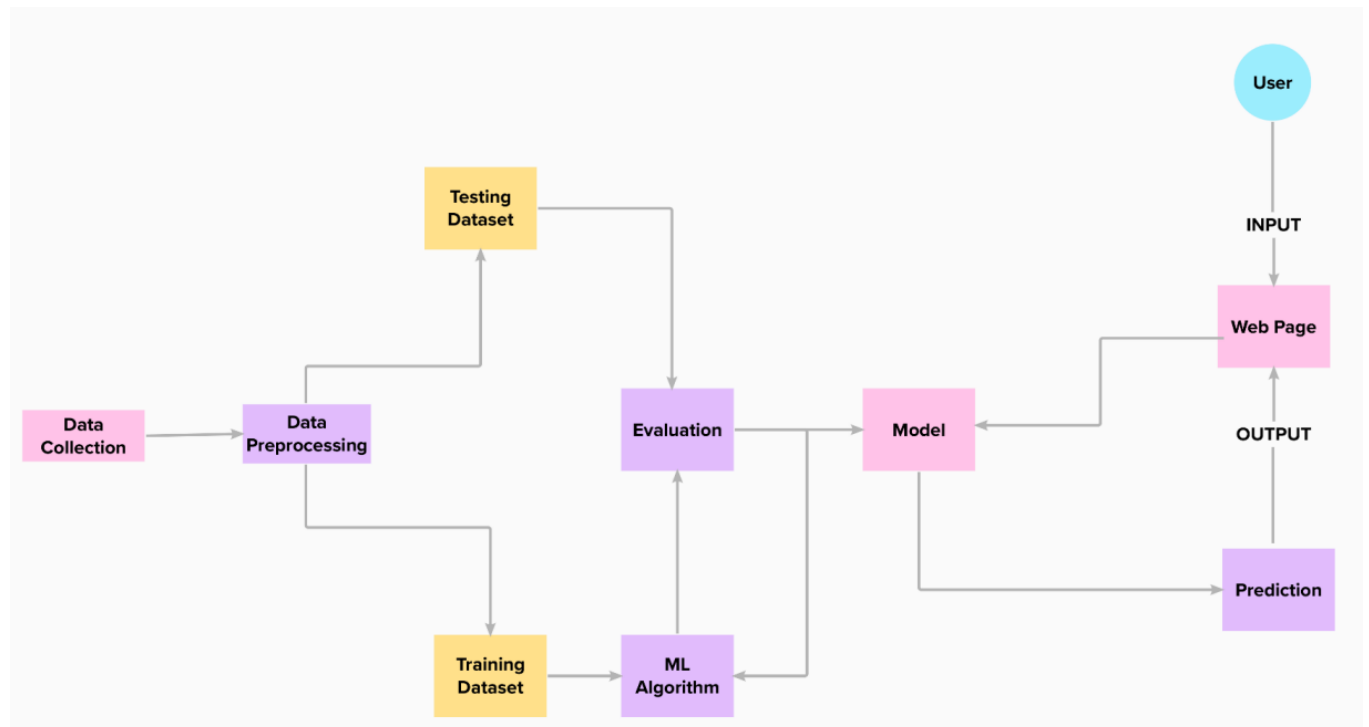 User
Testing
Dataset
INPUT
Web Page
Data
Collection
Data
Preprocessing
Evaluation
Model
OUTPUT
Prediction
Training
Dataset
ML
Algorithm